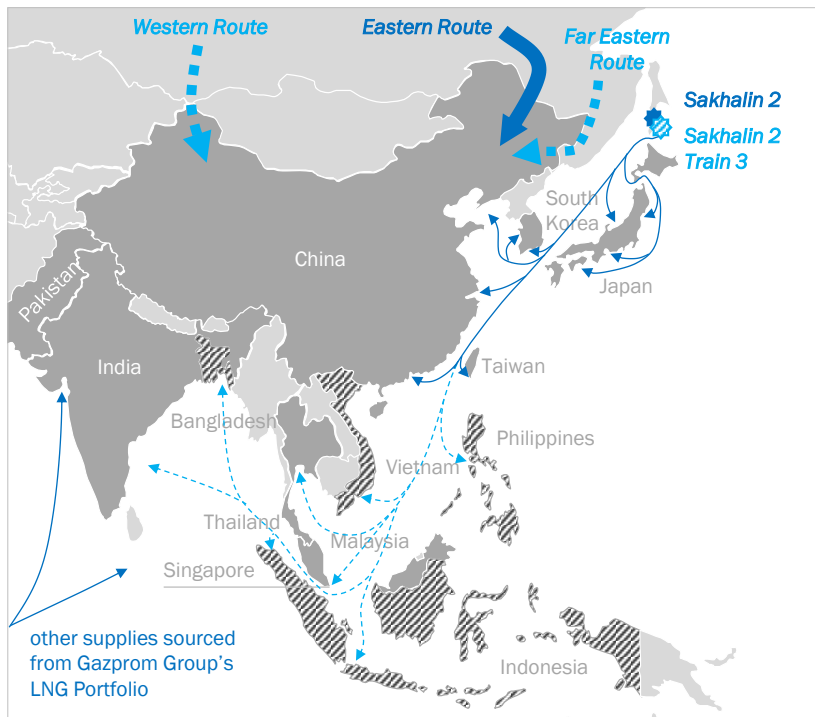 Western Route
Eastern Route
Far Eastern
Route
Sakhalin 2
Sakhalin 2
Train 3
South
Korea
China
Japan
Pakistan
India
Taiwan
Bangladesh
Philippines
Vietnam
Thailand
Malaysia
Singapore
other supplies sourced
from Gazprom Group's
LNG Portfolio
Indonesia